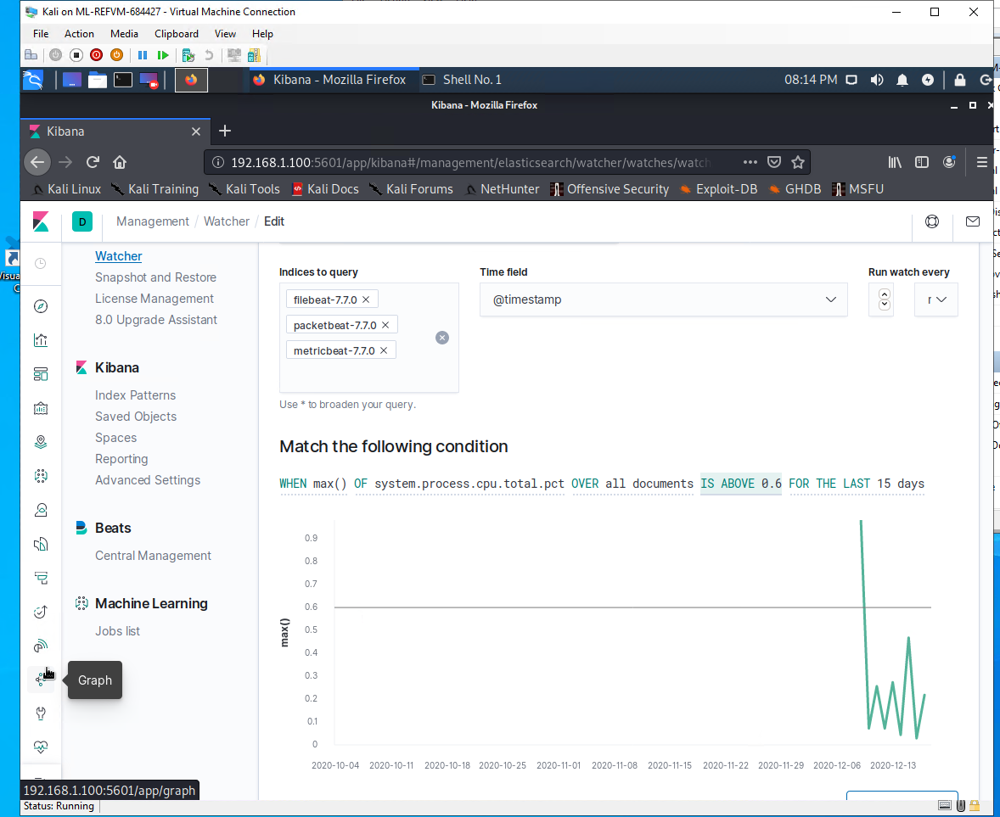 Kali on ML-REFVM-684427 - Virtual Machine Connection
File Action Media Clipboard View Help
Kibana - Mozilla Firefox
Shell No. 1
08:14 PM
Kibana - Mozilla Firefox
Kibana
192.168.1.100:5601/app/kibana#/management/elasticsearch/watcher/watches/watch
Kali Linux Kali Training Kali Tools Kali Docs Kali Forums NetHunter Offensive Security Exploit-DB GHDB MSFU
D
Management / Watcher / Edit
Watcher
Snapshot and Restore
License Management
8.0 Upgrade Assistant
Kibana
Index Patterns
Saved Objects
Spaces
Reporting
Advanced Settings
Beats
Central Management
Machine Learning
Jobs list
Graph
Indices to query
filebeat-7.7.0
packetbeat-7.7.0
metricbeat-7.7.0
Use * to broaden your query.
Time field
@timestamp
Run watch every
Match the following condition
WHEN max() OF system.process.cpu.total.pct OVER all documents IS ABOVE 0.6 FOR THE LAST 15 days
max()
0.9
0.8
0.7
0.6
0.5
0.4
0.3
0.2
0.1
0
2020-10-04 2020-10-11 2020-10-18 2020-10-25 2020-11-01 2020-11-08 2020-11-15 2020-11-22 2020-11-29 2020-12-06 2020-12-13
192.168.1.100:5601/app/graph
Status: Running